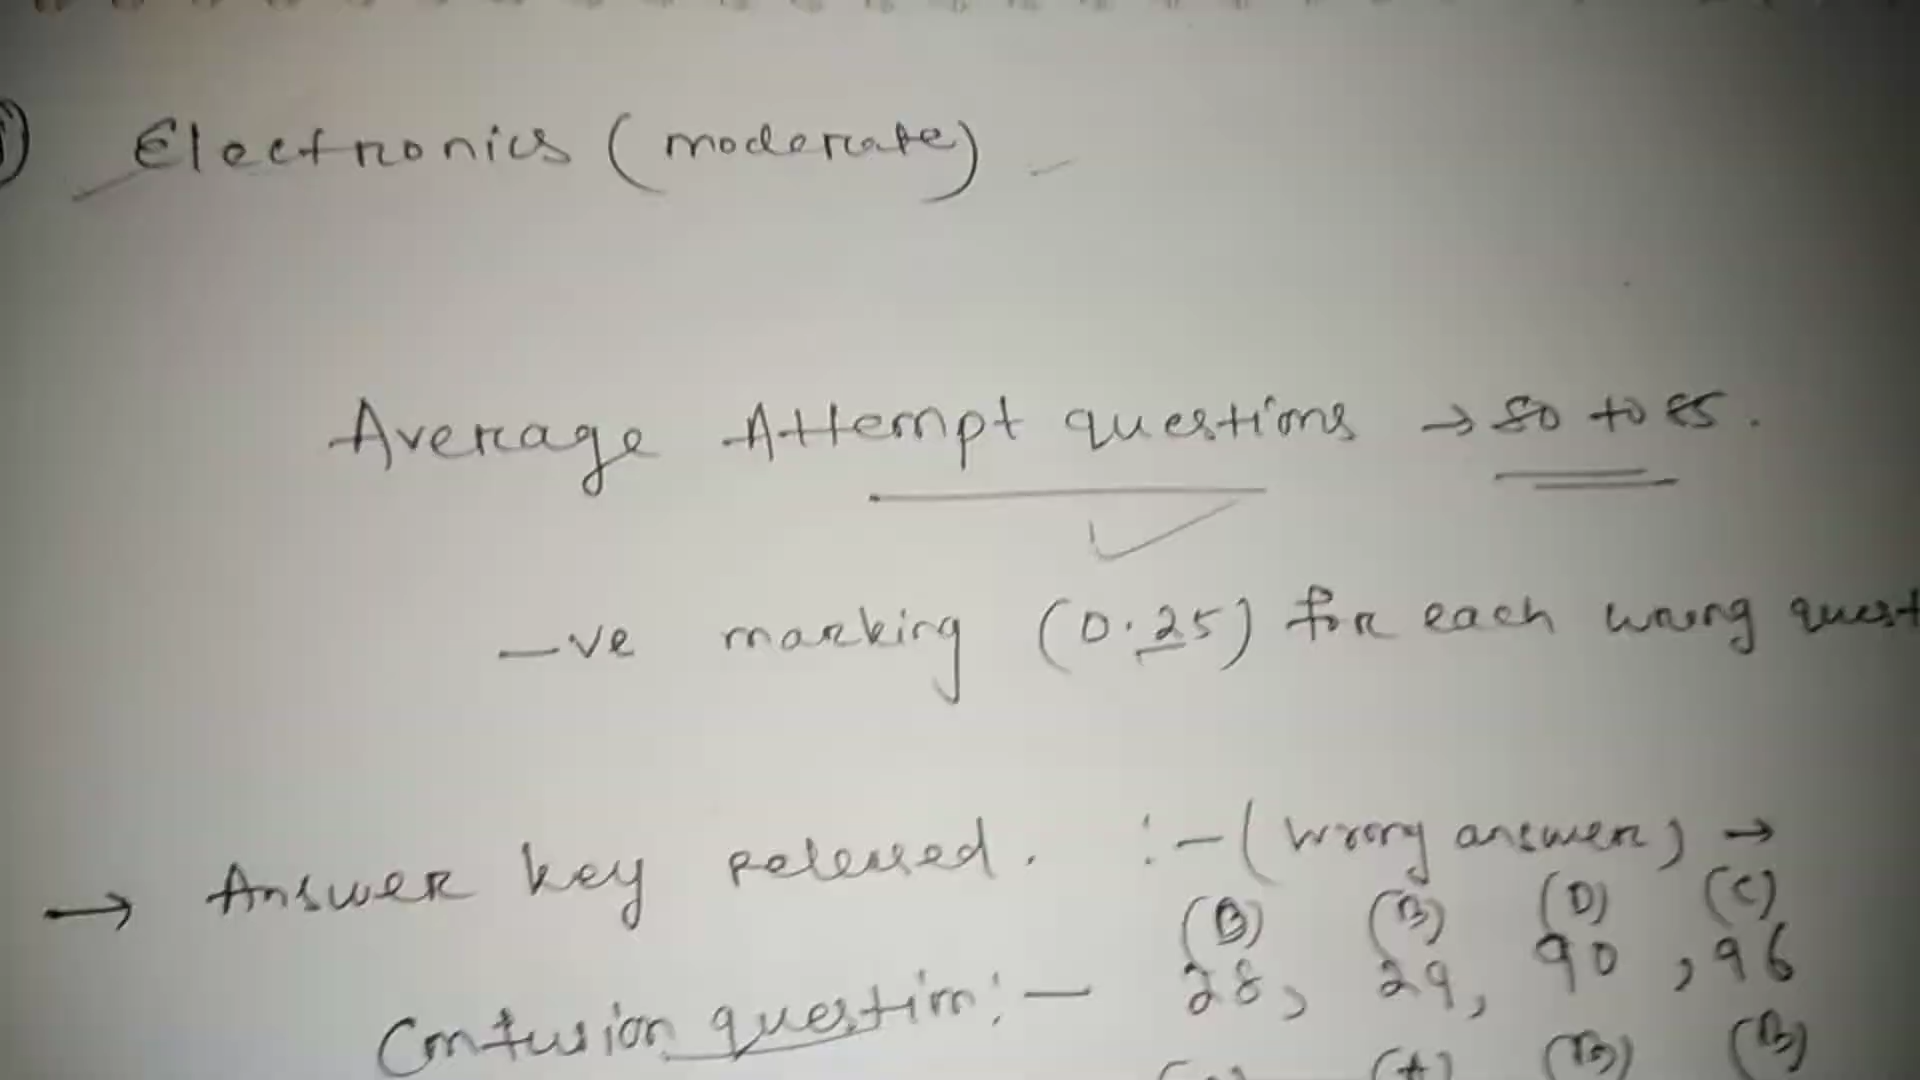 Electronics (moderate) -
Average Attempt questions → 80 to 85.
-ve marking (0.25) for each wrong quest
→ Answer key released. :- (wrong answer) →
(B) (B) (D) (C)
Confusion question:- 28, 29, 90, 96
(A) (B) (B)